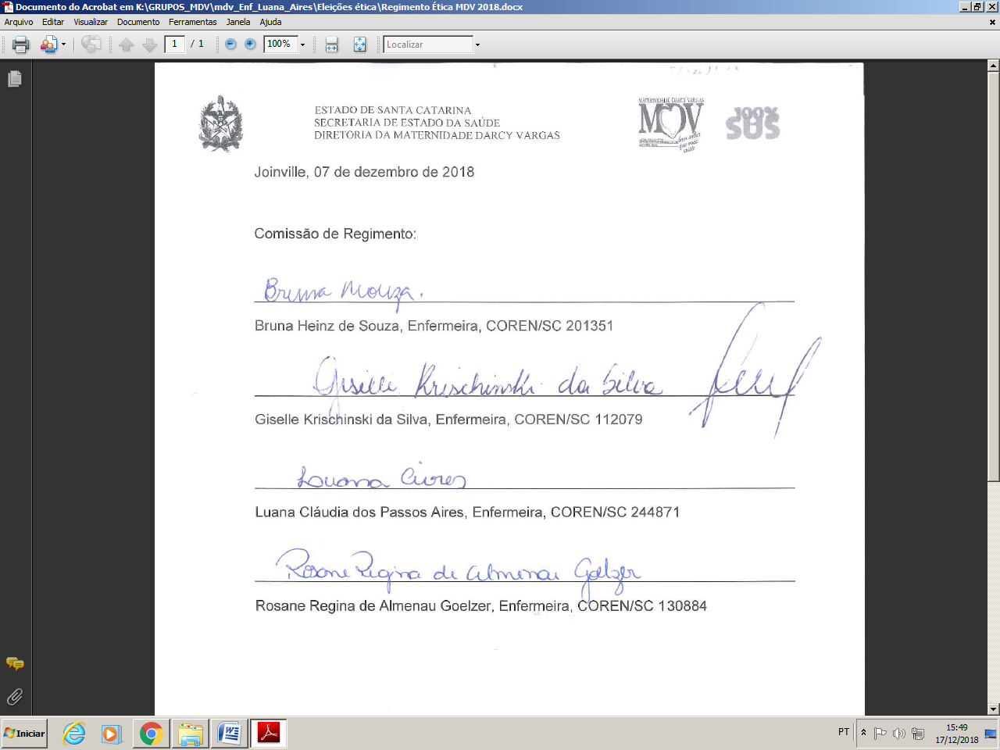 Documento do Acrobat em K:\GRUPOS_MDV\mdv_Enf_Luana_Aires\Eleições ética\Regimento Ética MDV 2018.docx
Arquivo Editar Visualizar Documento Ferramentas Janela Ajuda
1 / 1 100% Localizar
ESTADO DE SANTA CATARINA
SECRETARIA DE ESTADO DA SAÚDE
DIRETORIA DA MATERNIDADE DARCY VARGAS
MATERNIDADE DARCY VARGAS
MDV
100%
SUS
Joinville, 07 de dezembro de 2018
Comissão de Regimento:
Bruna Mouza.
Bruna Heinz de Souza, Enfermeira, COREN/SC 201351
Giselle Krischinski da Silva
Giselle Krischinski da Silva, Enfermeira, COREN/SC 112079
Luana Aires
Luana Cláudia dos Passos Aires, Enfermeira, COREN/SC 244871
Rosane Regina de Almenau Goelzer
Rosane Regina de Almenau Goelzer, Enfermeira, COREN/SC 130884
Iniciar
PT
15:49
17/12/2018